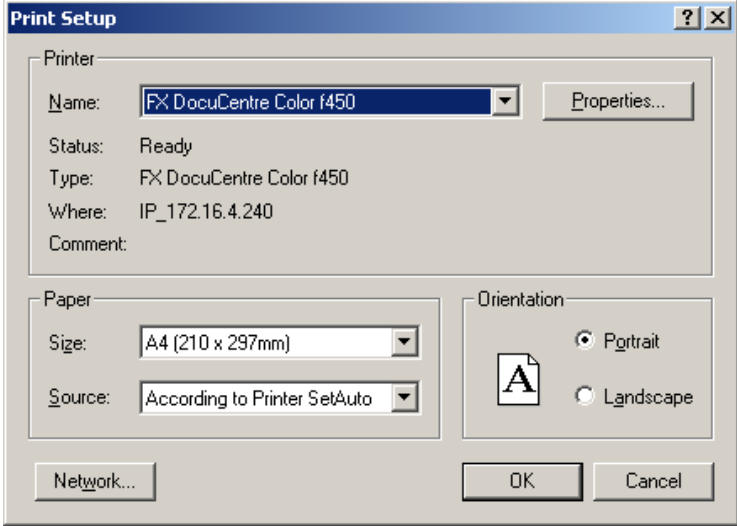 Print Setup
Printer
Name: FX DocuCentre Color f450 Properties...
Status: Ready
Type: FX DocuCentre Color f450
Where: IP_172.16.4.240
Comment:
Paper
Size: A4 (210 x 297mm)
Source: According to Printer SetAuto
Orientation
A
Portrait
Landscape
Network... OK Cancel